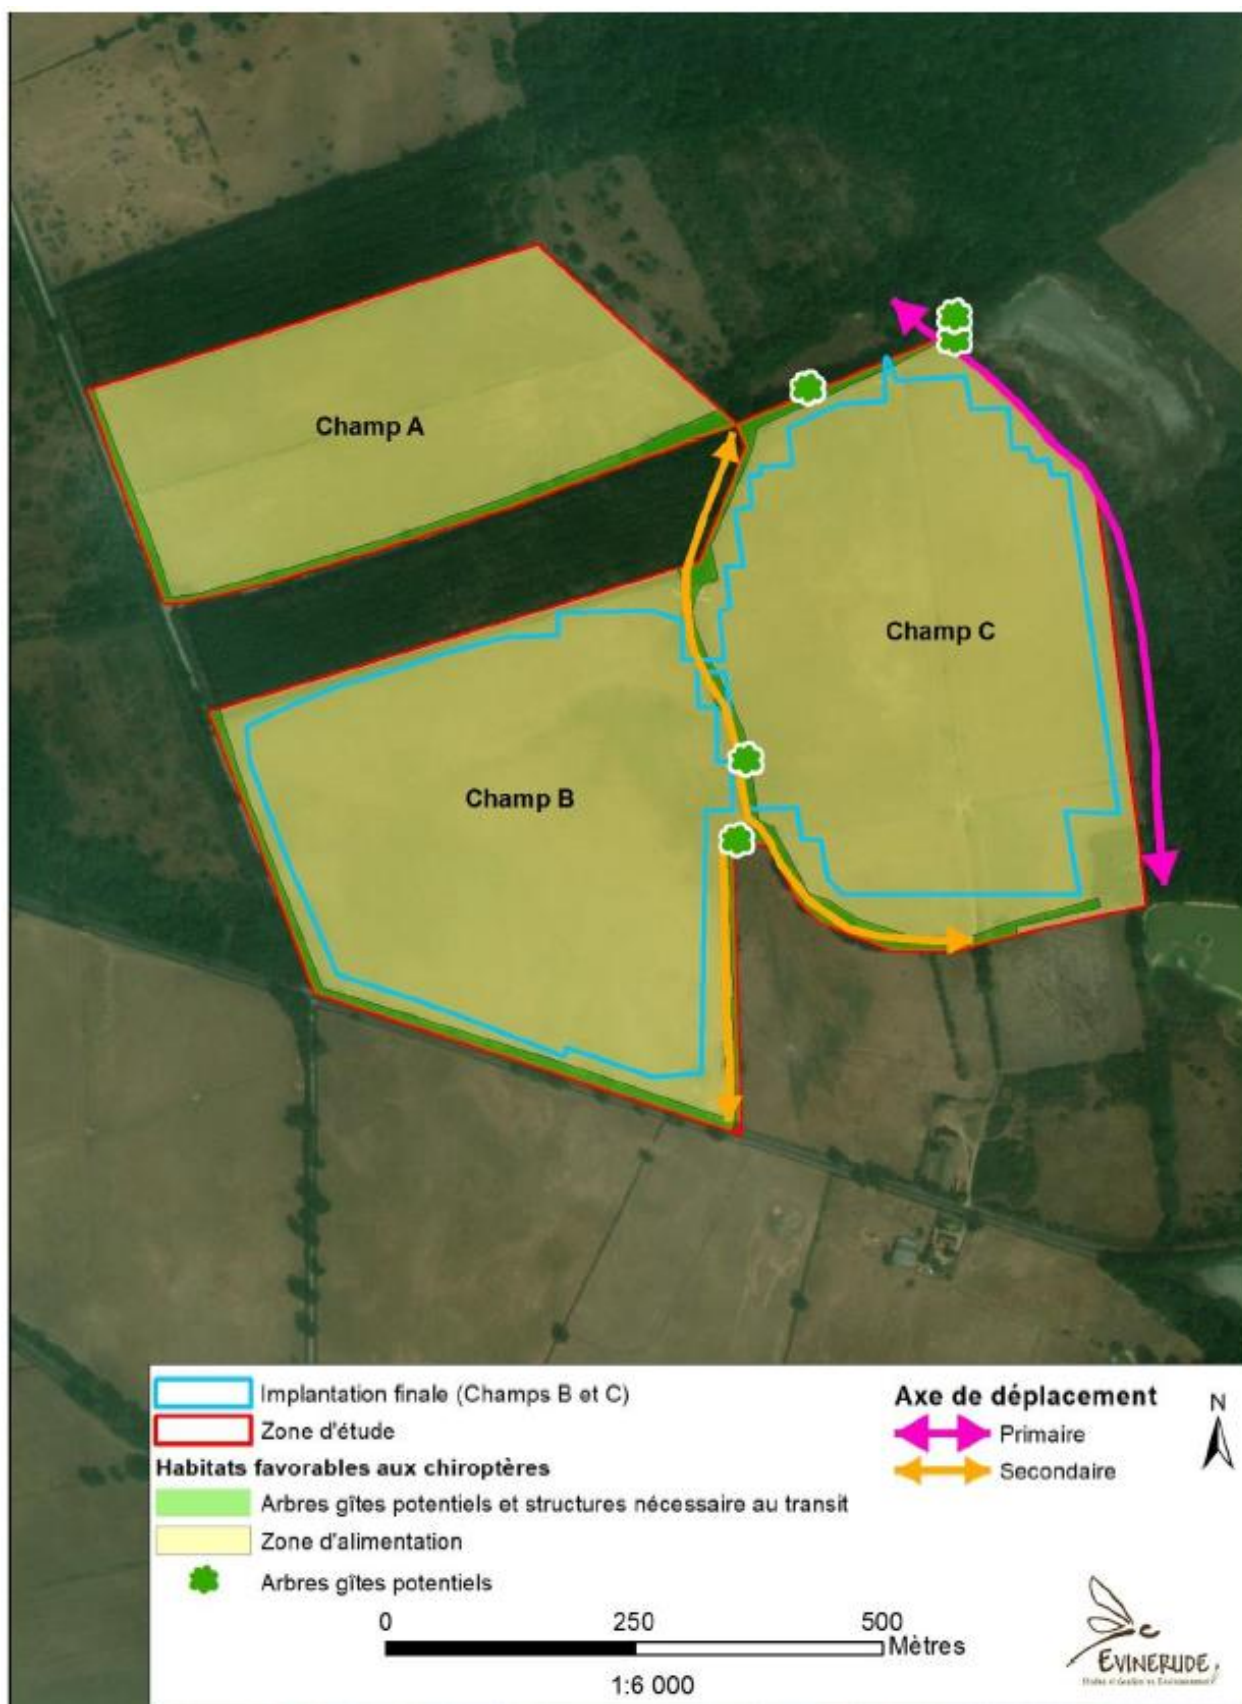 Champ A
Champ C
Champ B
Implantation finale (Champs B et C)
Zone d'étude
Habitats favorables aux chiroptères
Arbres gîtes potentiels et structures nécessaire au transit
Zone d'alimentation
Arbres gîtes potentiels
Axe de déplacement
Primaire
Secondaire
N
0 250 500
Mètres
1:6 000
EVINERUDE